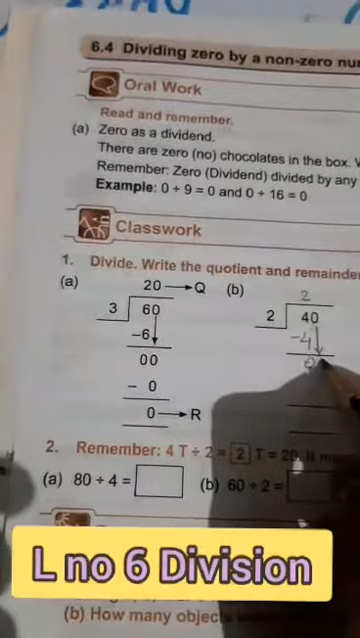 6.4 Dividing zero by a non-zero
Oral Work
Read and remember.
(a) Zero as a dividend.
There are zero (no) chocolates in the box.
Remember: Zero (Dividend) divided by any
Example: 0 ÷ 9 = 0 and 0 ÷ 16 = 0
Classwork
1. Divide. Write the quotient and remainder
(a) 20 → Q (b) 2
3 60 2 40
-6 -4
00 0
- 0
0 → R
2. Remember: 4 T ÷ 2 = 2 T = 20.
(a) 80 ÷ 4 = (b) 60 ÷ 2 =
L no 6 Division
(b) How many objects